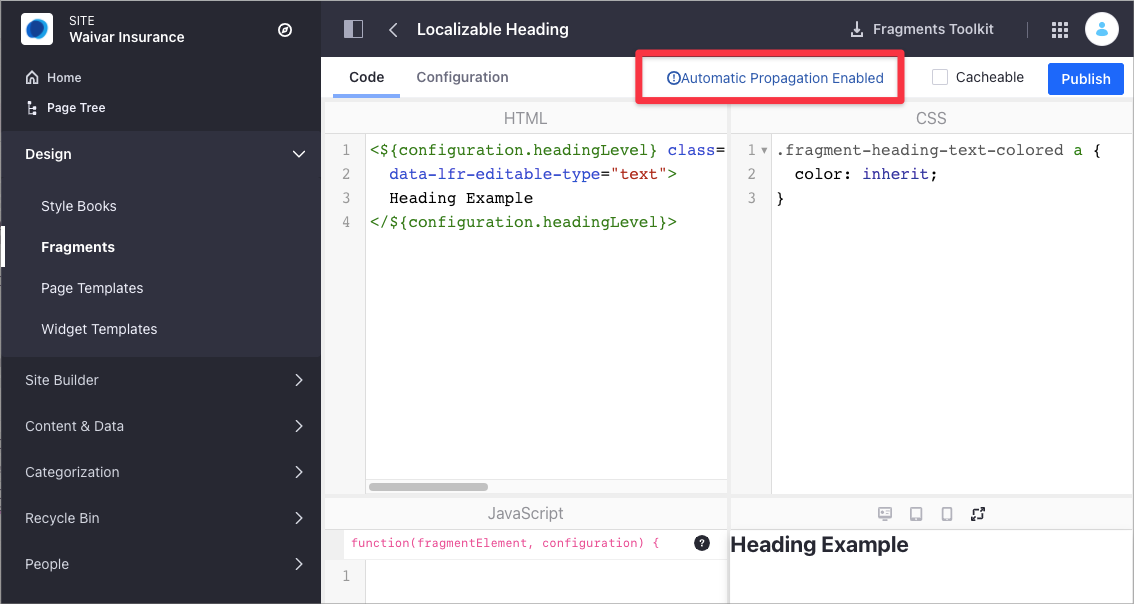 SITE
Waivar Insurance
Home
Page Tree
Design
Style Books
Fragments
Page Templates
Widget Templates
Site Builder
Content & Data
Categorization
Recycle Bin
People
Localizable Heading
Fragments Toolkit
Code
Configuration
Automatic Propagation Enabled
Cacheable
Publish
HTML
1 <${configuration.headingLevel} class=
2 data-lfr-editable-type="text">
3 Heading Example
4 </${configuration.headingLevel}>
CSS
1 .fragment-heading-text-colored a {
2 color: inherit;
3 }
JavaScript
function(fragmentElement, configuration) {
?
1
Heading Example